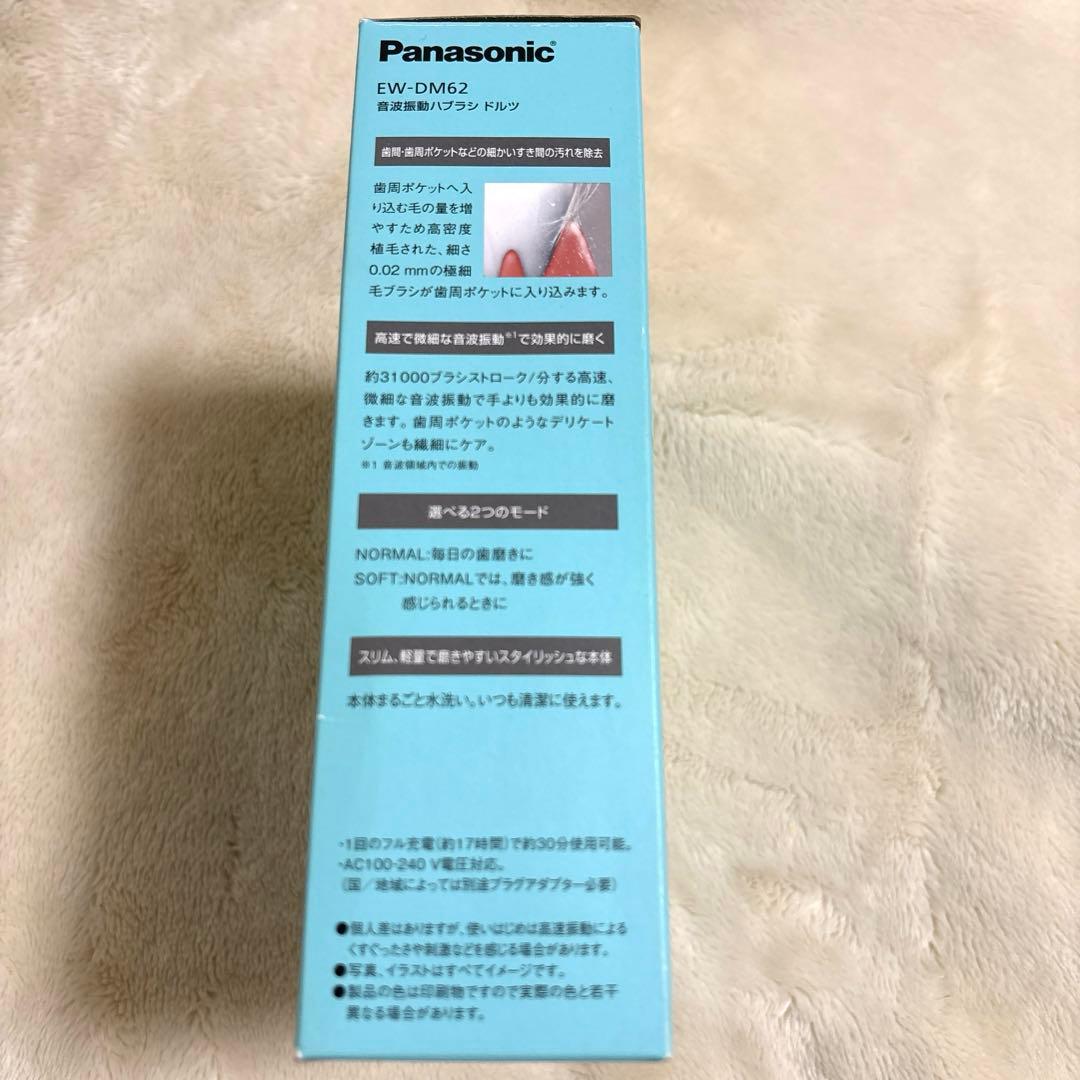 Panasonic®
EW-DM62
音波振動ハブラシ ドルツ
歯間・歯周ポケットなどの細かいすき間の汚れを除去
歯周ポケットへ入
り込む毛の量を増
やすため高密度
植毛された、細さ
0.02 mmの極細
毛ブラシが歯周ポケットに入り込みます。
高速で微細な音波振動※1で効果的に磨く
約31000ブラシストローク/分する高速、
微細な音波振動で手よりも効果的に磨
きます。歯周ポケットのようなデリケート
ゾーンも繊細にケア。
※1 音波領域内での振動
選べる2つのモード
NORMAL:毎日の歯磨きに
SOFT:NORMALでは、磨き感が強く
感じられるときに
スリム、軽量で磨きやすいスタイリッシュな本体
本体まるごと水洗い。いつも清潔に使えます。
・1回のフル充電(約17時間)で約30分使用可能。
・AC100-240 V電圧対応。
(国/地域によっては別途プラグアダプター必要)
●個人差はありますが、使いはじめは高速振動による
くすぐったさや刺激などを感じる場合があります。
●写真、イラストはすべてイメージです。
●製品の色は印刷物ですので実際の色と若干
異なる場合があります。